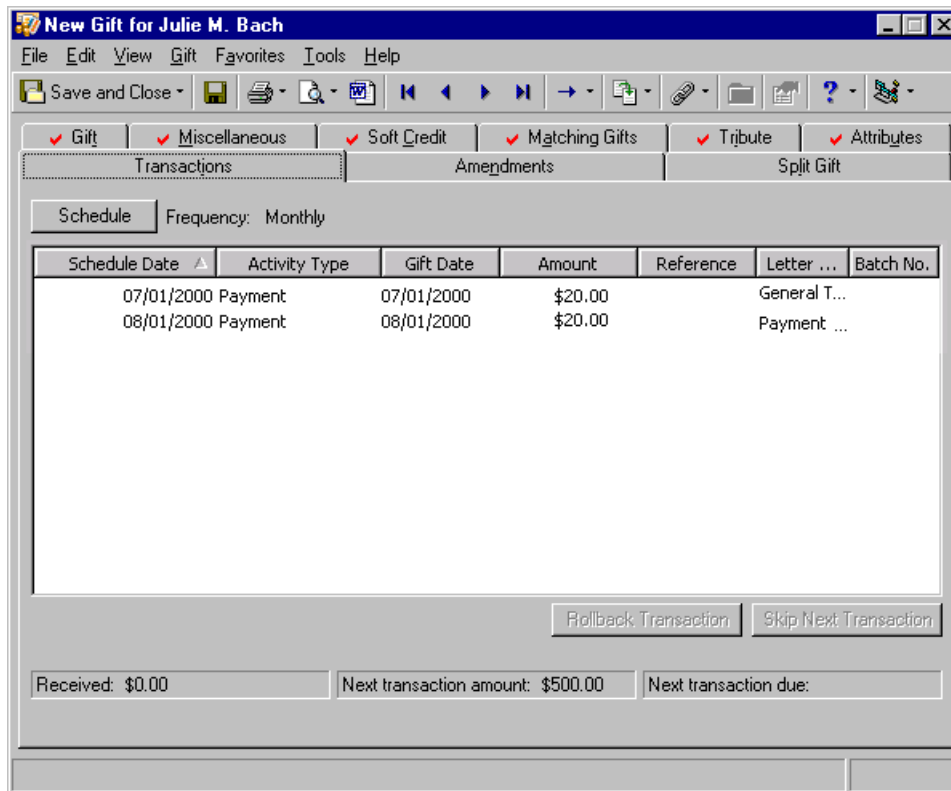 New Gift for Julie M. Bach
File Edit View Gift Favorites Tools Help
Save and Close
Gift Miscellaneous Soft Credit Matching Gifts Tribute Attributes
Transactions Amendments Split Gift
Schedule Frequency: Monthly
Schedule Date Activity Type Gift Date Amount Reference Letter ... Batch No.
07/01/2000 Payment 07/01/2000 $20.00 General T...
08/01/2000 Payment 08/01/2000 $20.00 Payment ...
Rollback Transaction Skip Next Transaction
Received: $0.00 Next transaction amount: $500.00 Next transaction due: